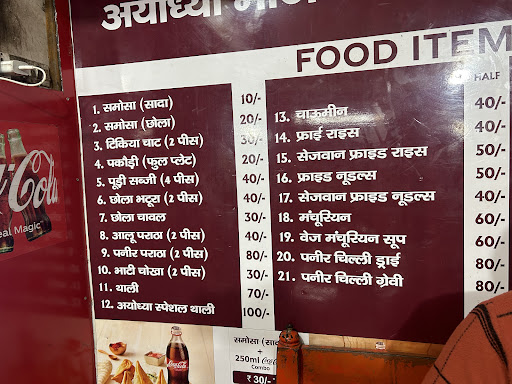 अयोध्या
FOOD ITEM
HALF
1. समोसा (सादा) 10/-
2. समोसा (छोला) 20/-
3. टिकिया चाट (2 पीस) 30/-
4. पकौड़ी (फुल प्लेट) 20/-
5. पूड़ी सब्जी (4 पीस) 40/-
6. छोला भटूरा (2 पीस) 40/-
7. छोला चावल 30/-
8. आलू पराठा (2 पीस) 40/-
9. पनीर पराठा (2 पीस) 80/-
10. भाटी चोखा (2 पीस) 30/-
11. थाली 70/-
12. अयोध्या स्पेशल थाली 100/-
13. चाऊमीन 40/-
14. फ्राई राइस 40/-
15. सेजवान फ्राइड राइस 50/-
16. फ्राइड नूडल्स 50/-
17. सेजवान फ्राइड नूडल्स 40/-
18. मंचूरियन 60/-
19. वेज मंचूरियन सूप 60/-
20. पनीर चिल्ली ड्राई 80/-
21. पनीर चिल्ली ग्रेवी 80/-
Cola
Magic
समोसा
+
250ml
Combo
₹ 30/-
Coca-Cola